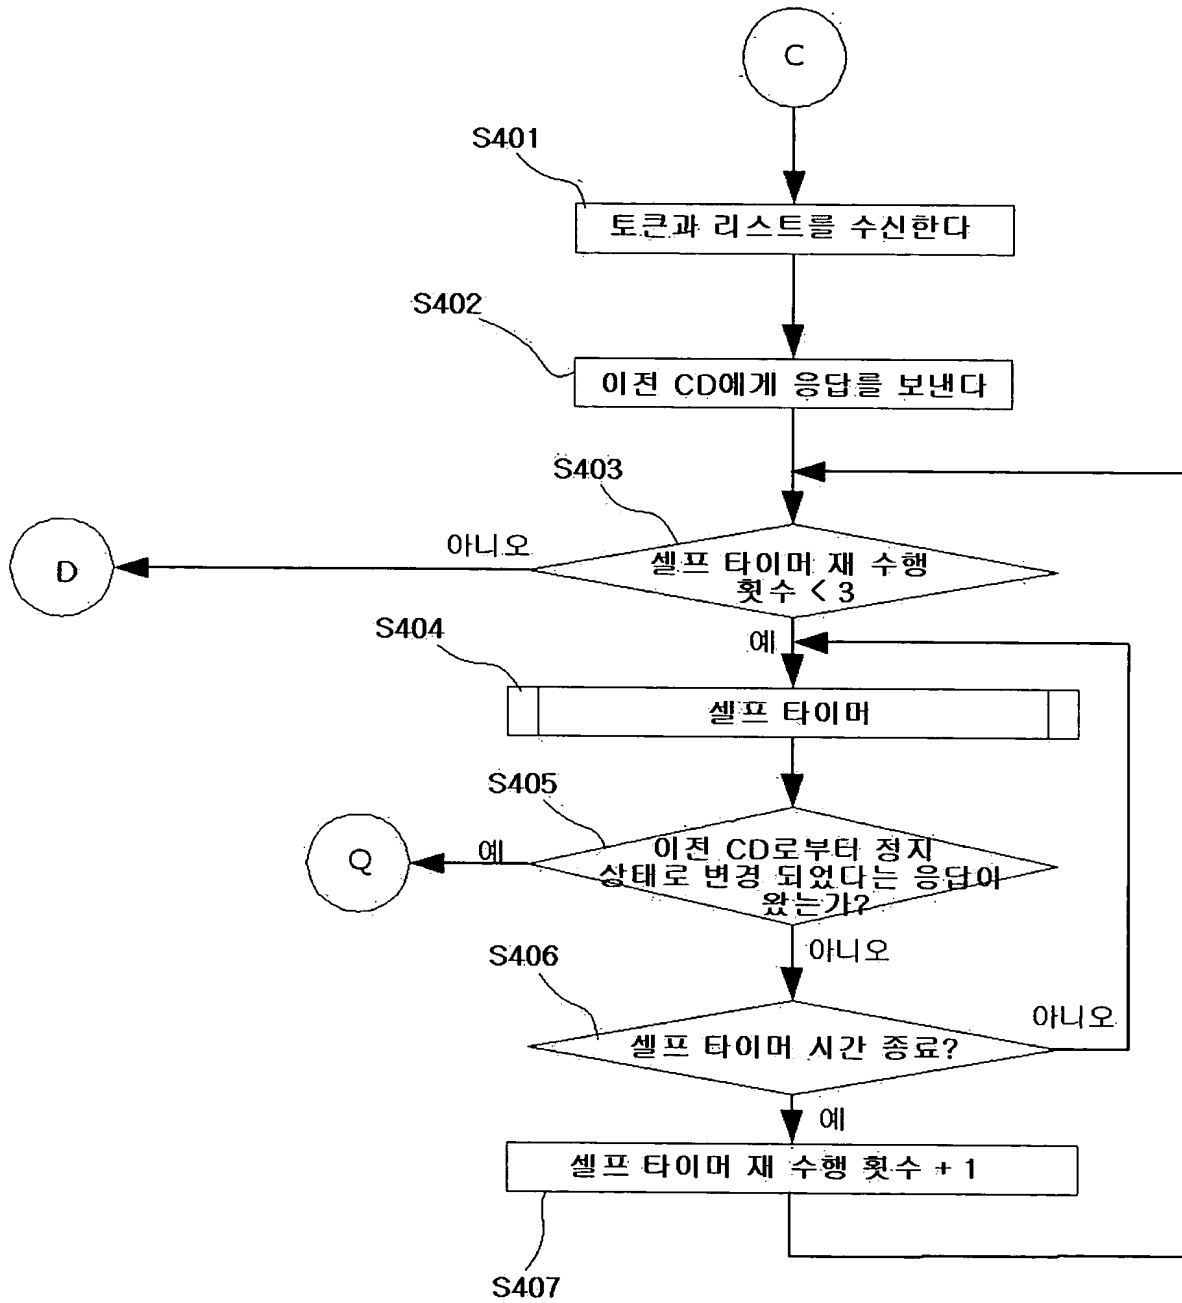 C
S401
토큰과 리스트를 수신한다
S402
이전 CD에게 응답를 보낸다
S403
아니오
D
셀프 타이머 재 수행
횟수 < 3
S404
예
셀프 타이머
S405
예
Q
이전 CD로부터 정지
상태로 변경 되었다는 응답이
왔는가?
아니오
S406
아니오
셀프 타이머 시간 종료?
예
셀프 타이머 재 수행 횟수 + 1
S407